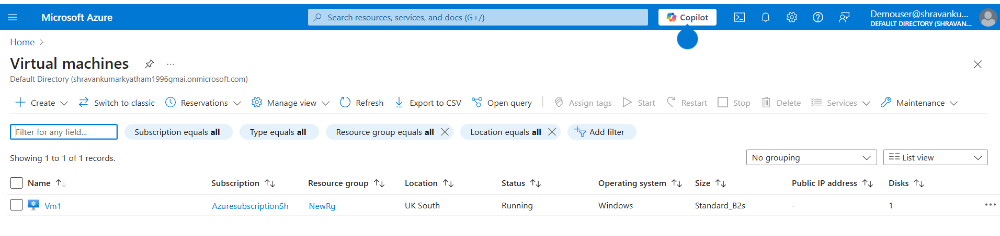 Microsoft Azure Search resources, services, and docs (G+/) Copilot Demouser@shravanku...
DEFAULT DIRECTORY (SHRAVAN...
Home >
Virtual machines ...
Default Directory (shravankumarkyatham1996gmai.onmicrosoft.com)
Create Switch to classic Reservations Manage view Refresh Export to CSV Open query Assign tags Start Restart Stop Delete Services Maintenance
Filter for any field... Subscription equals all Type equals all Resource group equals all Location equals all Add filter
Showing 1 to 1 of 1 records. No grouping List view
Name Subscription Resource group Location Status Operating system Size Public IP address Disks
Vm1 AzuresubscriptionSh NewRg UK South Running Windows Standard_B2s - 1 ...